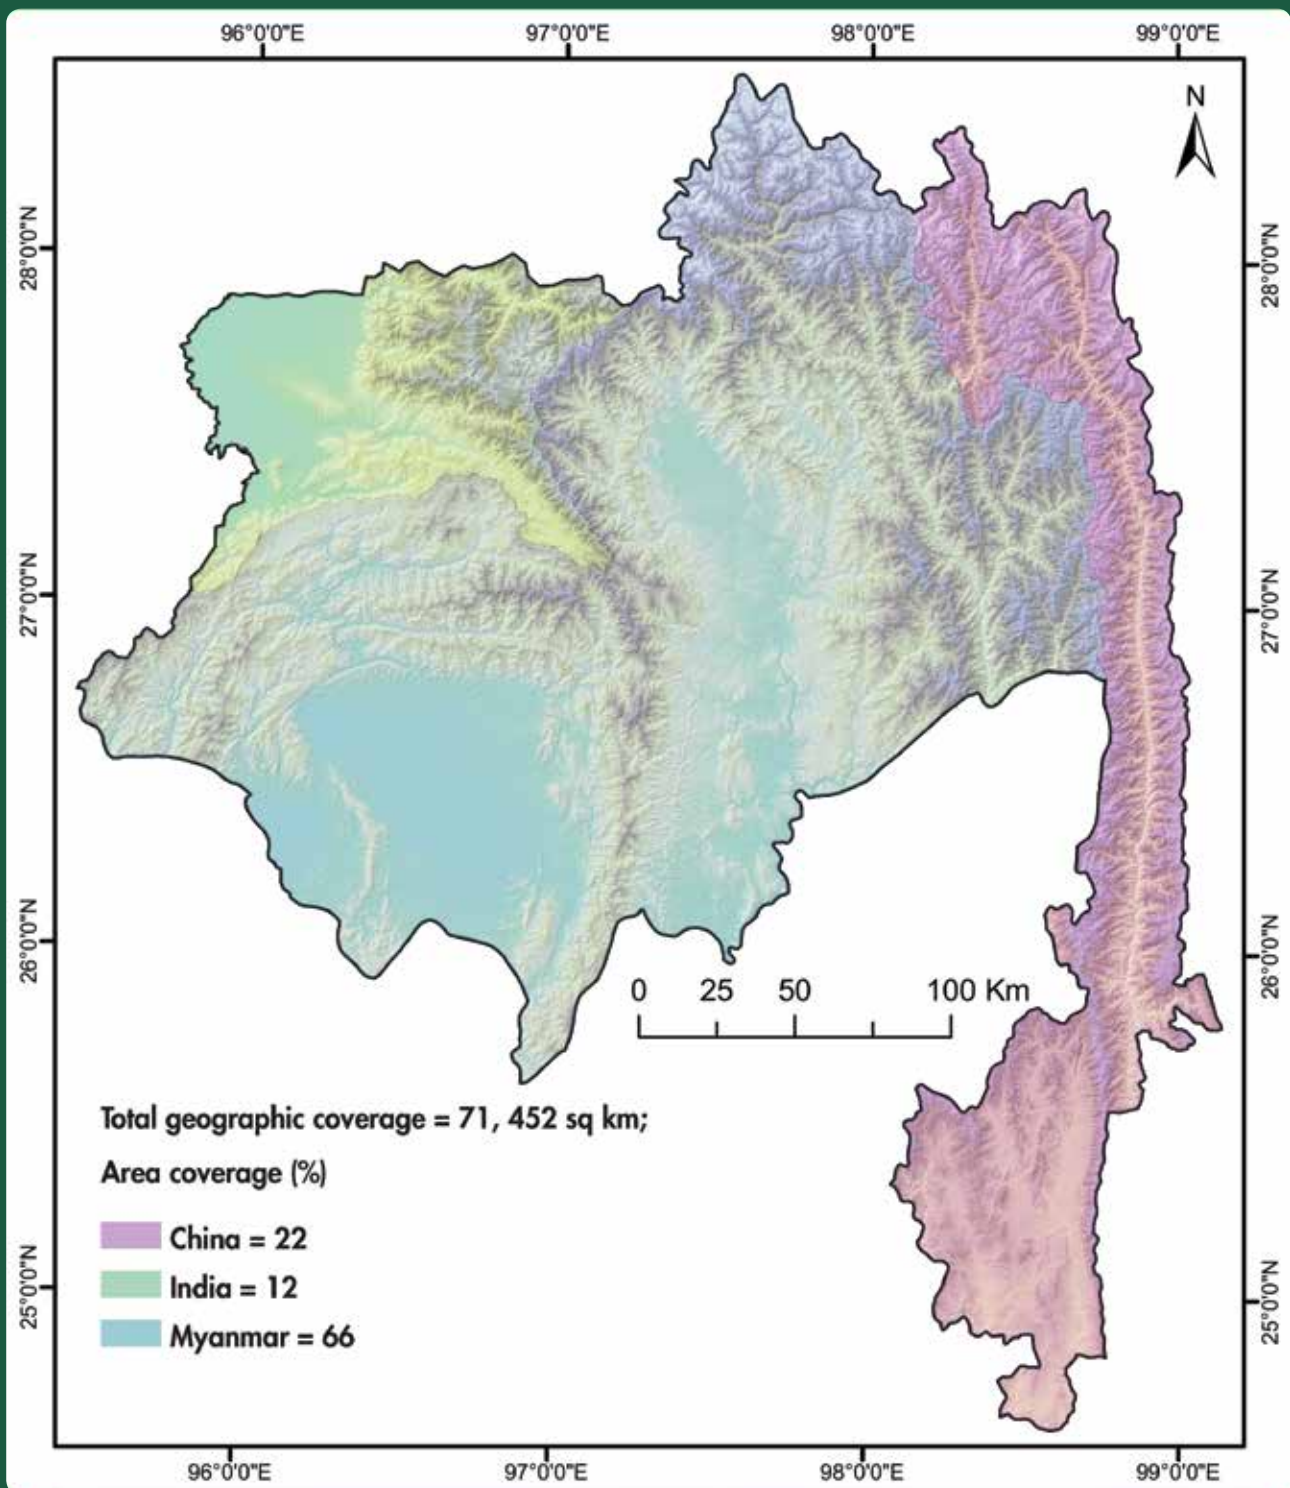 96°0'0"E 97°0'0"E 98°0'0"E 99°0'0"E
N
28°0'0"N 28°0'0"N
27°0'0"N 27°0'0"N
26°0'0"N 26°0'0"N
0 25 50 100 Km
Total geographic coverage = 71, 452 sq km;
Area coverage (%)
China = 22
India = 12
Myanmar = 66
25°0'0"N 25°0'0"N
96°0'0"E 97°0'0"E 98°0'0"E 99°0'0"E